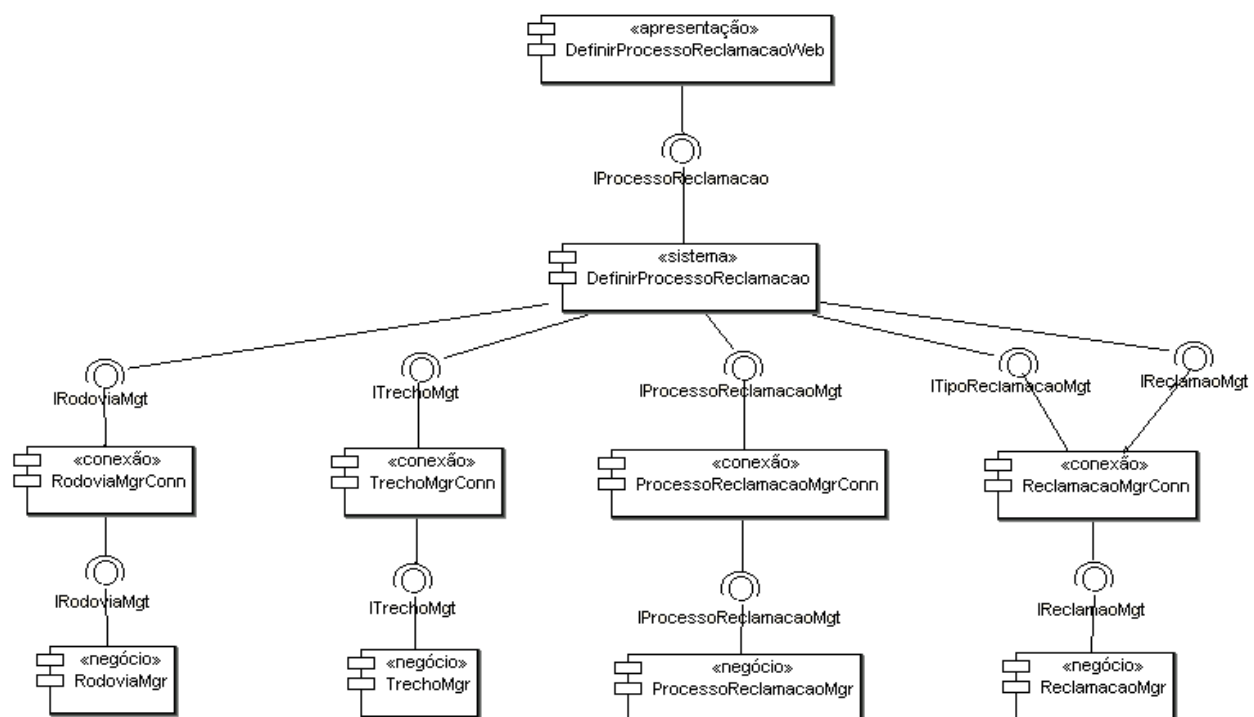 «apresentação»
DefinirProcessoReclamacaoWeb
IProcessoReclamacao
«sistema»
DefinirProcessoReclamacao
IRodoviaMgt
ITrechoMgt
IProcessoReclamacaoMgt
ITipoReclamacaoMgt
IReclamaoMgt
«conexão»
RodoviaMgrConn
«conexão»
TrechoMgrConn
«conexão»
ProcessoReclamacaoMgrConn
«conexão»
ReclamacaoMgrConn
IRodoviaMgt
ITrechoMgt
IProcessoReclamacaoMgt
IReclamaoMgt
«negócio»
RodoviaMgr
«negócio»
TrechoMgr
«negócio»
ProcessoReclamacaoMgr
«negócio»
ReclamacaoMgr